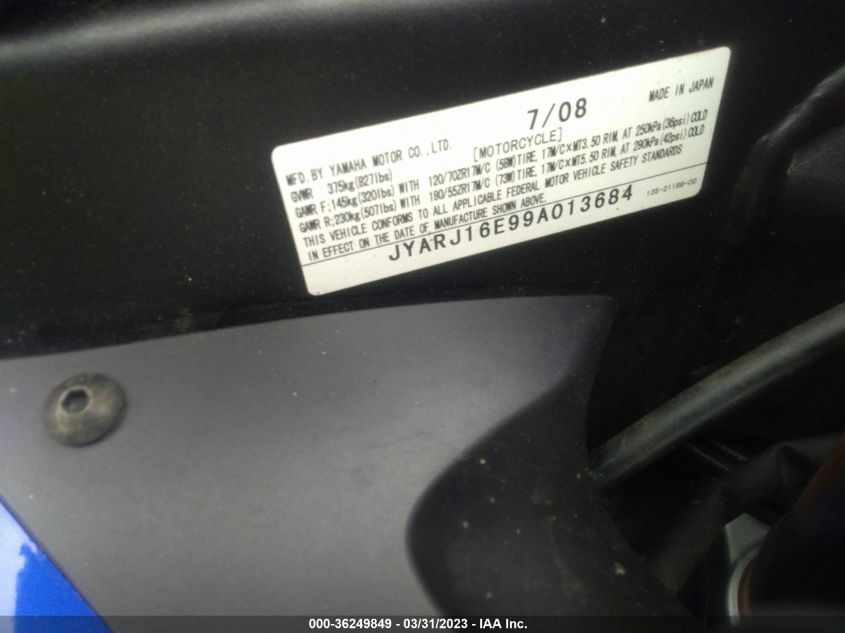 7/08
MADE IN JAPAN
MFD. BY YAMAHA MOTOR CO., LTD.
[MOTORCYCLE]
GVWR 375kg(827lbs)
GAWR F:145kg(320lbs) WITH 120/70ZR17M/C (58W) TIRE, 17M/C×MT3.50 RIM, AT 250kPa(36psi)COLD
GAWR R:230kg(507lbs) WITH 180/55ZR17M/C (73W) TIRE, 17M/C×MT5.50 RIM, AT 290kPa(42psi)COLD
THIS VEHICLE CONFORMS TO ALL APPLICABLE FEDERAL MOTOR VEHICLE SAFETY STANDARDS
IN EFFECT ON THE DATE OF MANUFACTURE SHOWN ABOVE.
JYARJ16E99A013684
13S-21188-00
000-36249849 / 03/31/2023 - IAA Inc.